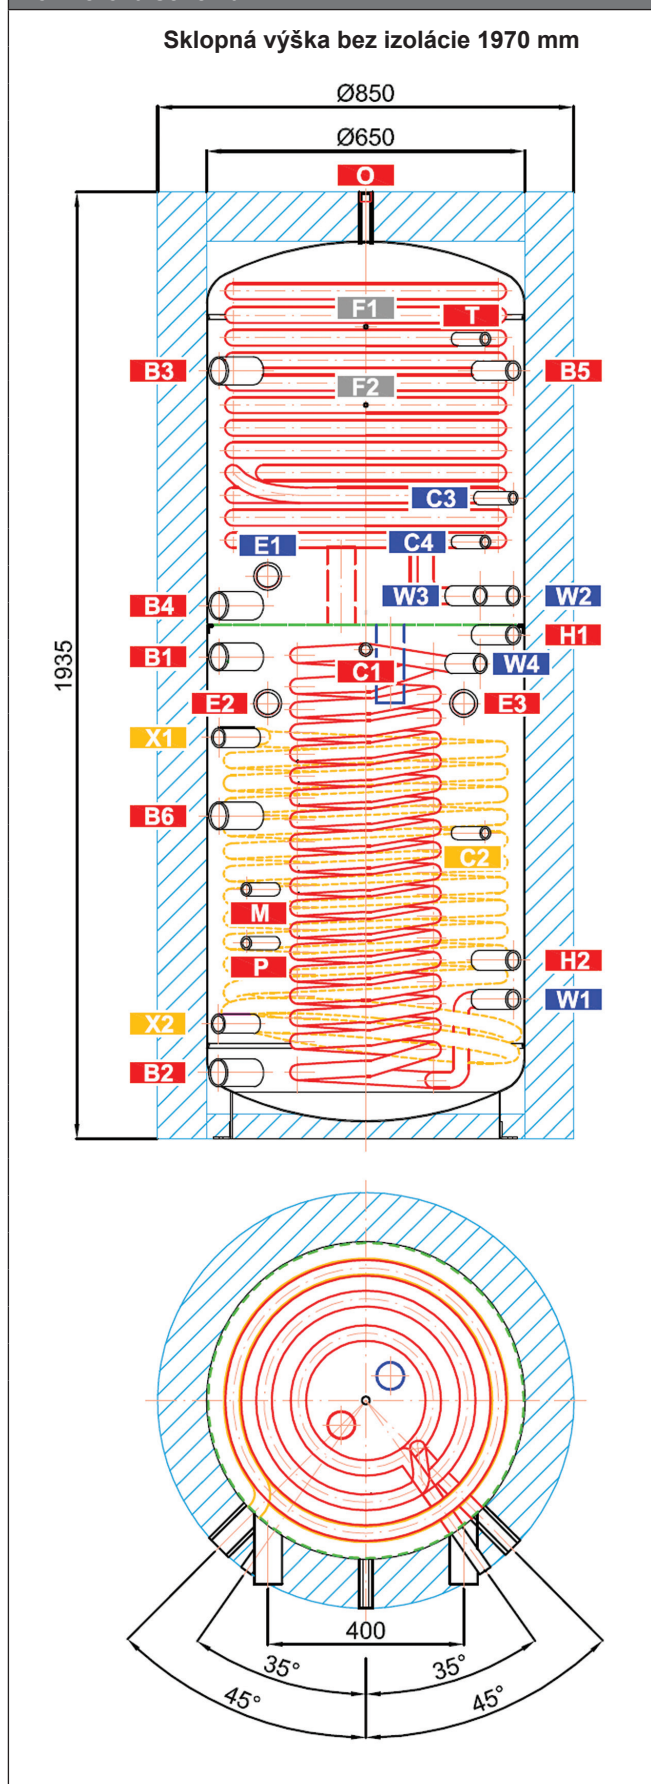 Sklopná výška bez izolácie 1970 mm
Ø850
Ø650
O
F1
T
B3
B5
F2
C3
E1
C4
W3
W2
B4
H1
1935
B1
C1
W4
E2
E3
X1
B6
C2
M
P
H2
W1
X2
B2
400
35°
35°
45°
45°